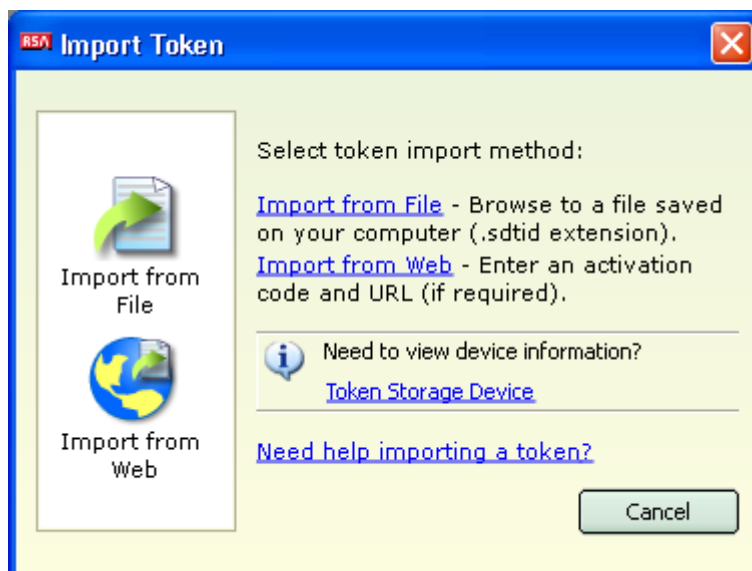 RSA Import Token
Import from
File
Import from
Web
Select token import method:
Import from File - Browse to a file saved
on your computer (.sdtid extension).
Import from Web - Enter an activation
code and URL (if required).
Need to view device information?
Token Storage Device
Need help importing a token?
Cancel